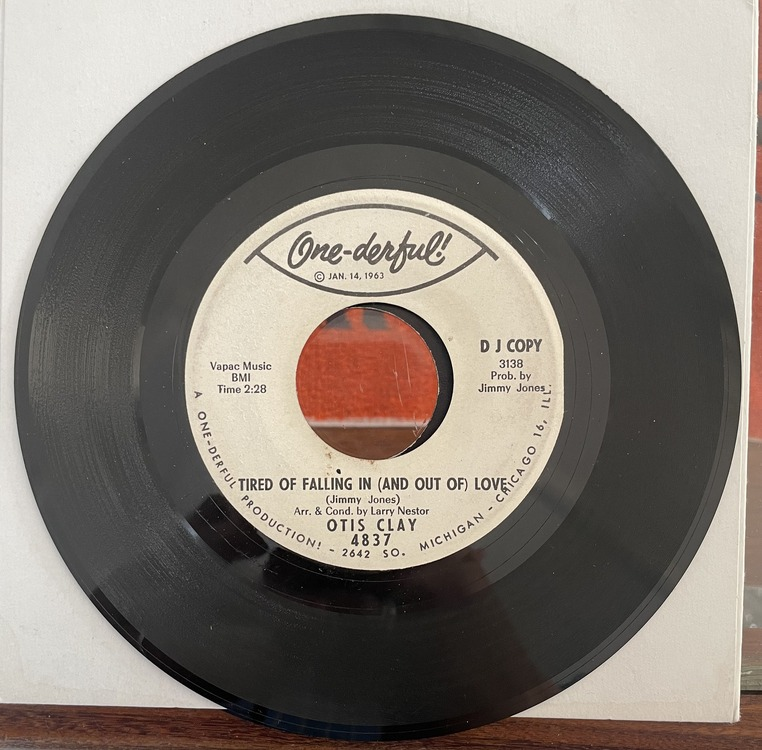 One-derful!
© JAN. 14, 1963
D J COPY
3138
Prob. by
Jimmy Jones
Vapac Music
BMI
Time 2:28
TIRED OF FALLING IN (AND OUT OF) LOVE
(Jimmy Jones)
Arr. & Cond. by Larry Nestor
OTIS CLAY
4837
A ONE-DERFUL PRODUCTION! - 2642 SO. MICHIGAN - CHICAGO 16, ILL.